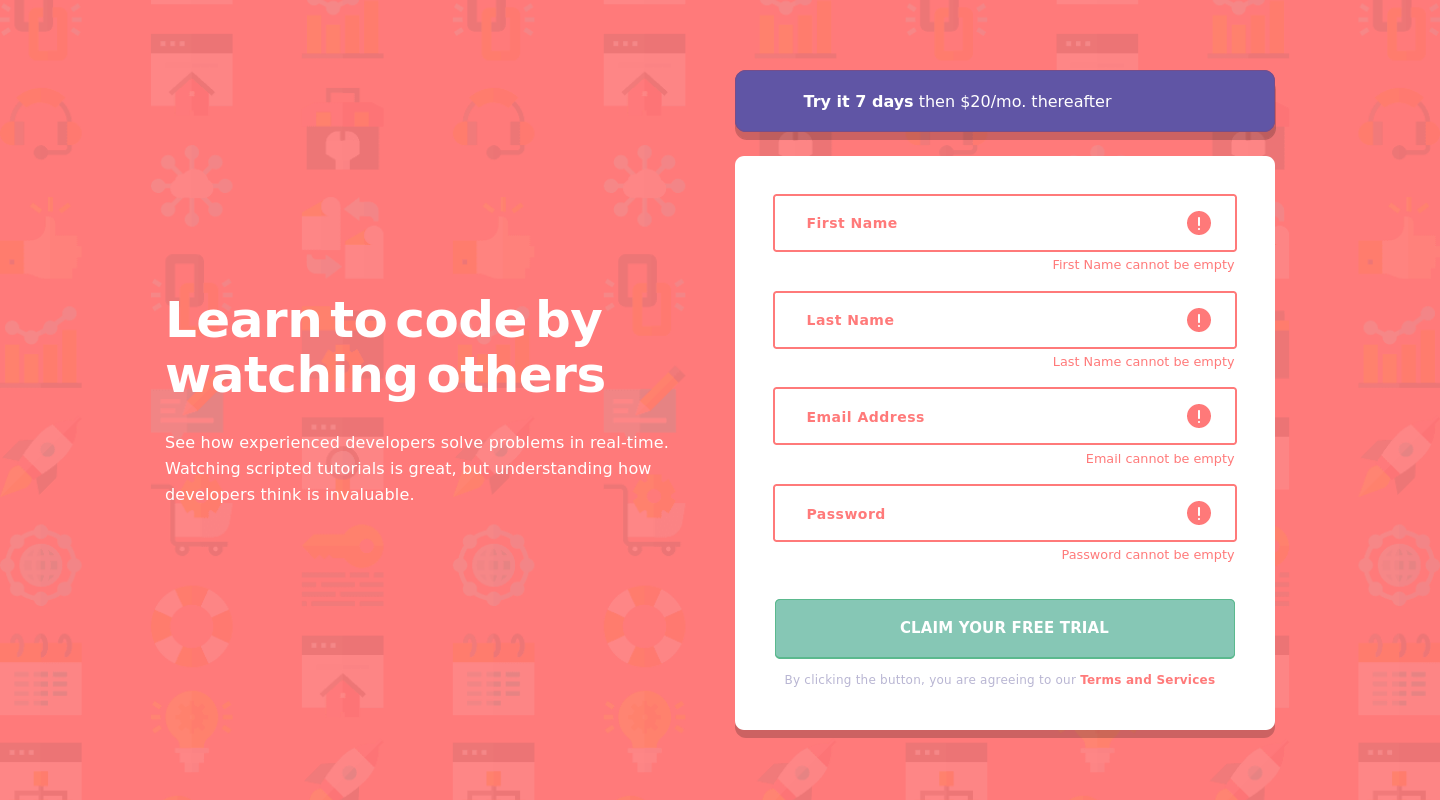 Learn to code by
watching others
See how experienced developers solve problems in real-time.
Watching scripted tutorials is great, but understanding how
developers think is invaluable.
Try it 7 days then $20/mo. thereafter
First Name
First Name cannot be empty
Last Name
Last Name cannot be empty
Email Address
Email cannot be empty
Password
Password cannot be empty
CLAIM YOUR FREE TRIAL
By clicking the button, you are agreeing to our Terms and Services